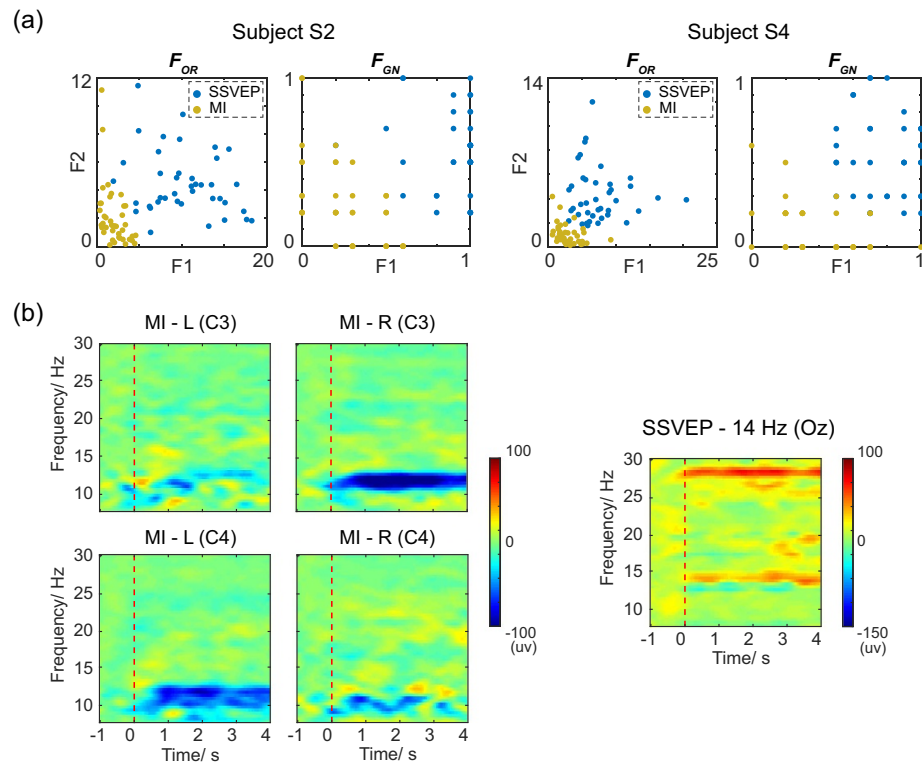 (a)
Subject S2
Subject S4
F_OR
F_GN
F_OR
F_GN
12
SSVEP
MI
F2
0
0
F1
20
1
0
0
F1
1
14
SSVEP
MI
F2
0
0
F1
25
1
0
0
F1
1
(b)
MI - L (C3)
MI - R (C3)
Frequency/ Hz
30
25
20
15
10
100
0
-100
(uv)
SSVEP - 14 Hz (Oz)
Frequency/ Hz
30
25
20
15
10
-1 0 1 2 3 4
Time/ s
100
0
-150
(uv)
MI - L (C4)
MI - R (C4)
Frequency/ Hz
30
20
10
-1 0 1 2 3 4
Time/ s
-1 0 1 2 3 4
Time/ s